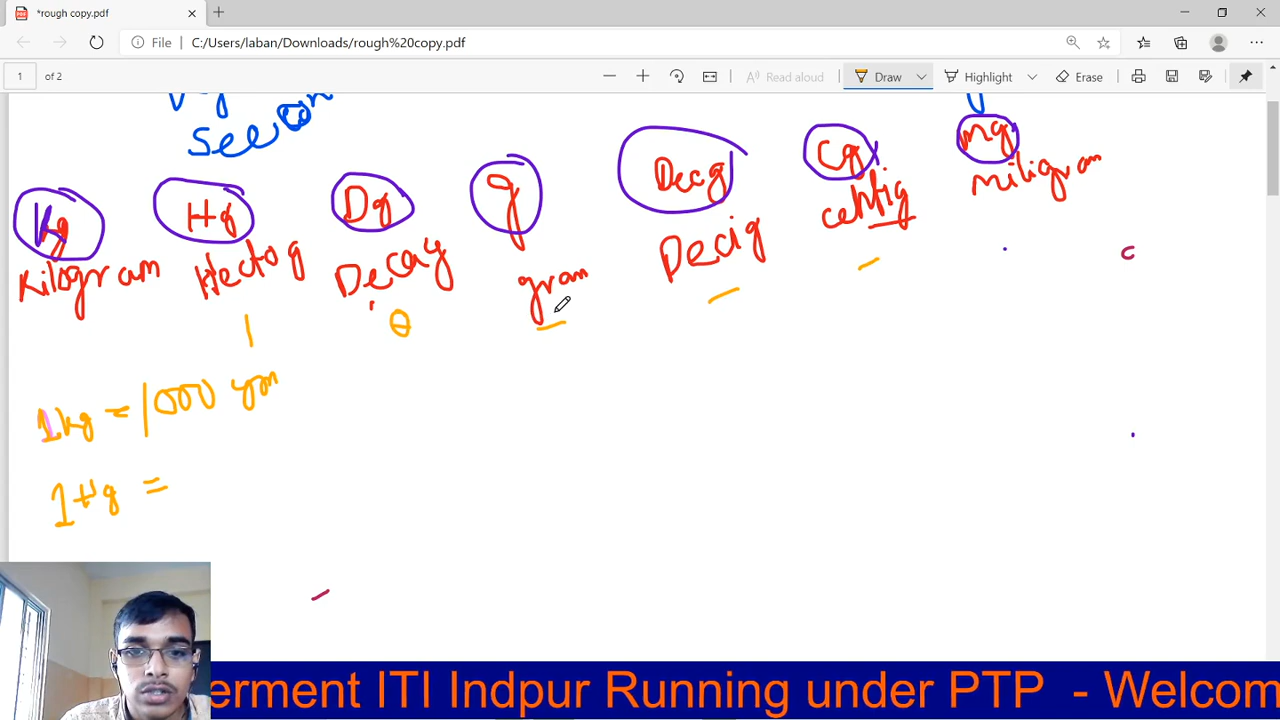 *rough copy.pdf
File C:/Users/laban/Downloads/rough%20copy.pdf
1 of 2 Read aloud Draw Highlight Erase
See
Kg Hg Dg g Decg Cg mg
Kilogram Hectog Decag gram Decig centig miligram
1 0
1kg = 1000 gm
1Hg =
erment ITI Indpur Running under PTP - Welcom